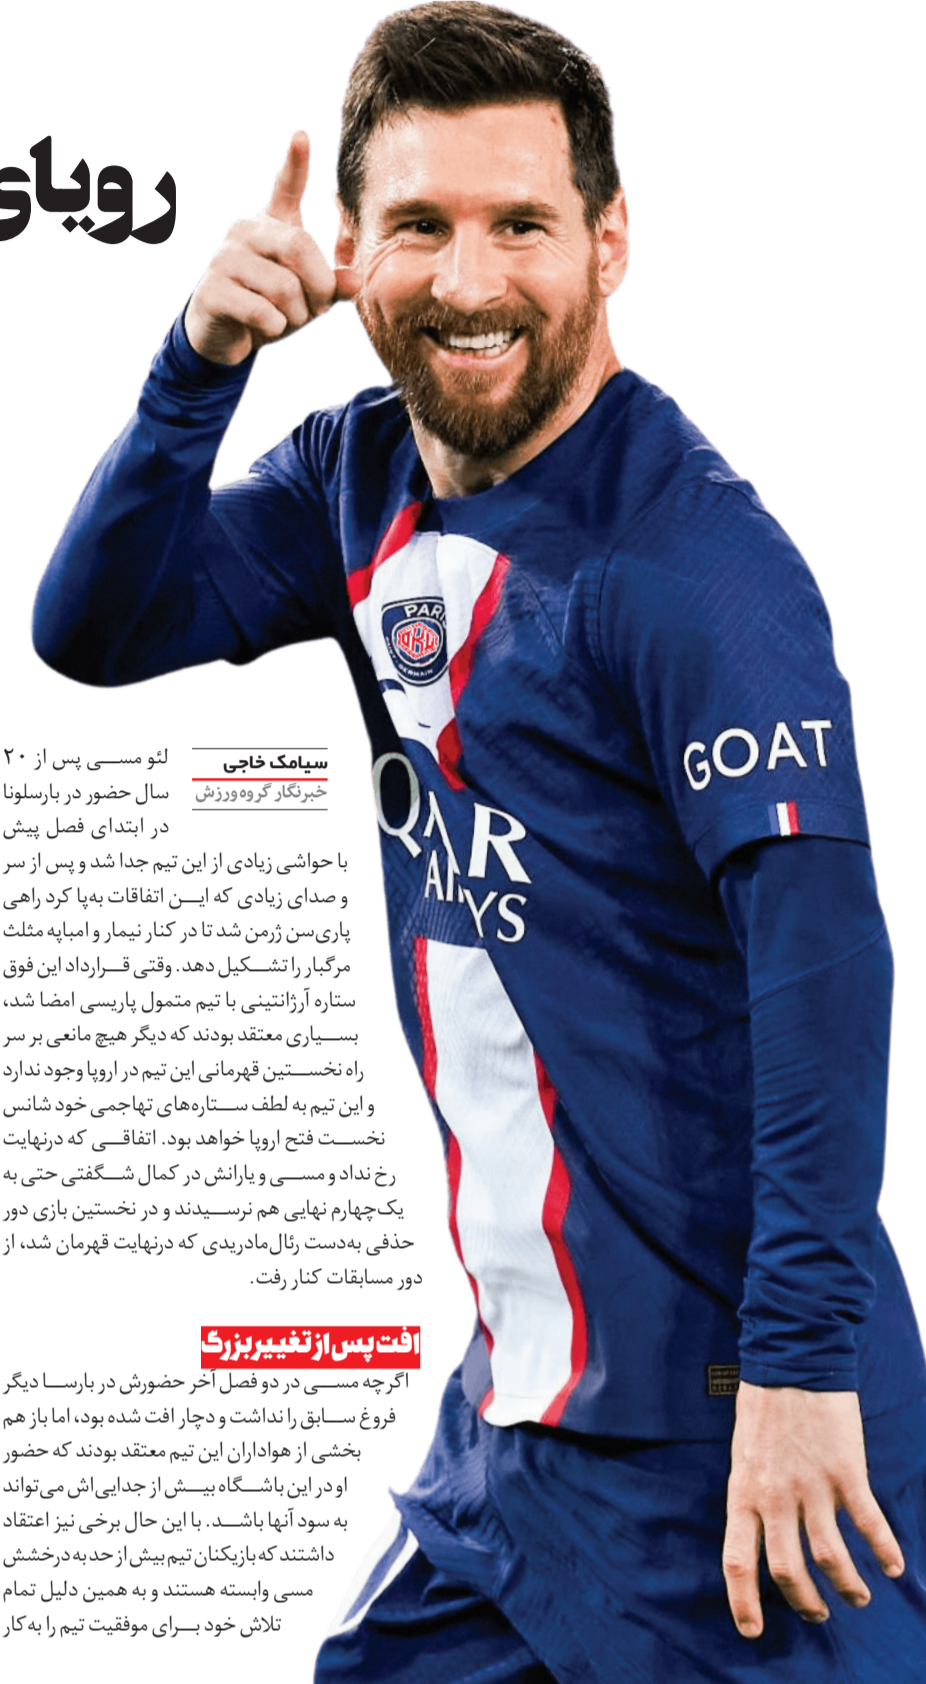 رویای
سیامک خاجی
خبرنگار گروه ورزش
لئو مسی پس از ۲۰
سال حضور در بارسلونا
در ابتدای فصل پیش
با حواشی زیادی از این تیم جدا شد و پس از سر
و صدای زیادی که این اتفاقات به‌پا کرد راهی
پاری‌سن ژرمن شد تا در کنار نیمار و امباپه مثلث
مرگبار را تشکیل دهد. وقتی قرارداد این فوق
ستاره آرژانتینی با تیم متمول پاریسی امضا شد،
بسیاری معتقد بودند که دیگر هیچ مانعی بر سر
راه نخستین قهرمانی این تیم در اروپا وجود ندارد
و این تیم به لطف ستاره‌های تهاجمی خود شانس
نخست فتح اروپا خواهد بود. اتفاقی که درنهایت
رخ نداد و مسی و یارانش در کمال شگفتی حتی به
یک‌چهارم نهایی هم نرسیدند و در نخستین بازی دور
حذفی به‌دست رئال‌مادریدی که درنهایت قهرمان شد، از
دور مسابقات کنار رفت.
افت پس از تغییر بزرگ
اگرچه مسی در دو فصل آخر حضورش در بارسا دیگر
فروغ سابق را نداشت و دچار افت شده بود، اما باز هم
بخشی از هواداران این تیم معتقد بودند که حضور
او در این باشگاه بیش از جدایی‌اش می‌تواند
به سود آنها باشد. با این حال برخی نیز اعتقاد
داشتند که بازیکنان تیم بیش از حد به درخشش
مسی وابسته هستند و به همین دلیل تمام
تلاش خود برای موفقیت تیم را به‌کار
PARIS
SAINT-GERMAIN
GOAT
QATAR
AIRWAYS